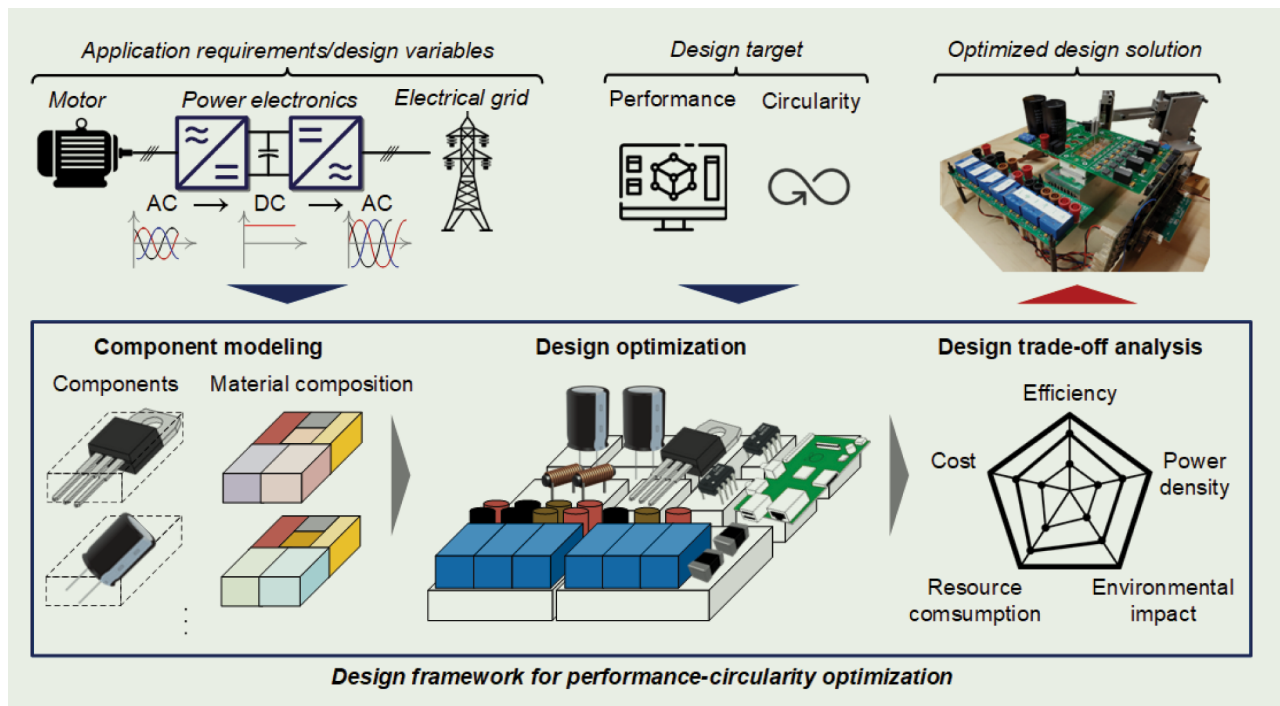 Application requirements/design variables
Design target
Optimized design solution
Motor
Power electronics
Electrical grid
Performance
Circularity
AC → DC → AC
Component modeling
Design optimization
Design trade-off analysis
Components
Material composition
Efficiency
Cost
Power
density
Resource
comsumption
Environmental
impact
Design framework for performance-circularity optimization